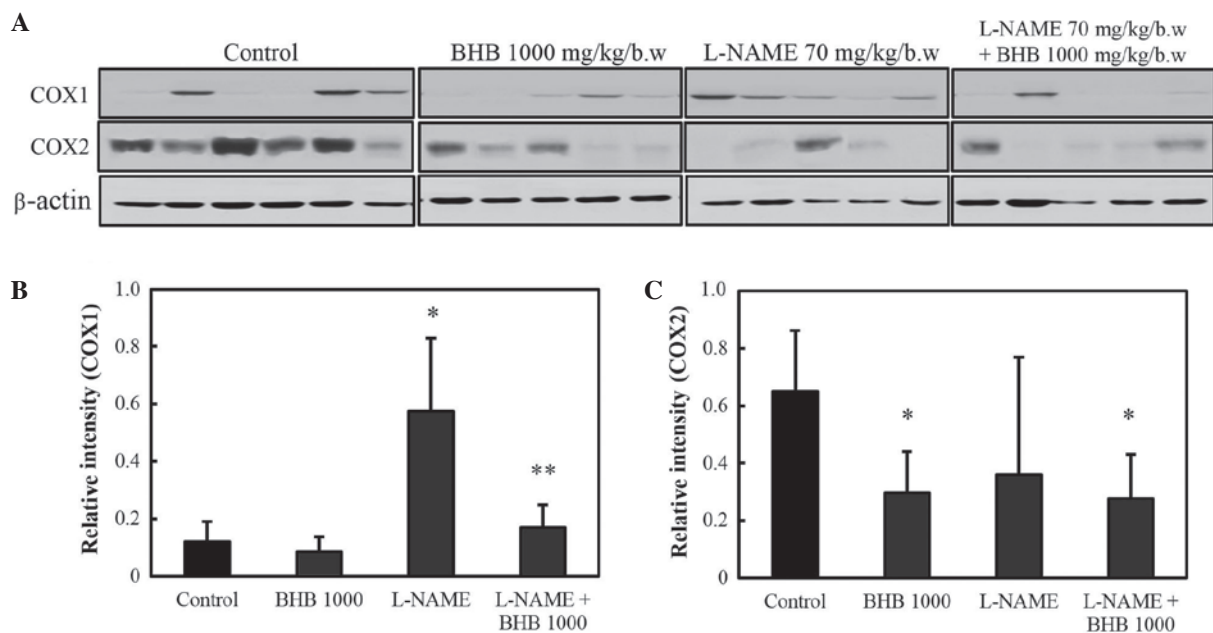 A
Control
BHB 1000 mg/kg/b.w
L-NAME 70 mg/kg/b.w
L-NAME 70 mg/kg/b.w
+ BHB 1000 mg/kg/b.w
COX1
COX2
β-actin
B
Relative intensity (COX1)
1.0
0.8
0.6
0.4
0.2
0
*
**
Control
BHB 1000
L-NAME
L-NAME +
BHB 1000
C
Relative intensity (COX2)
1.0
0.8
0.6
0.4
0.2
0
*
*
Control
BHB 1000
L-NAME
L-NAME +
BHB 1000